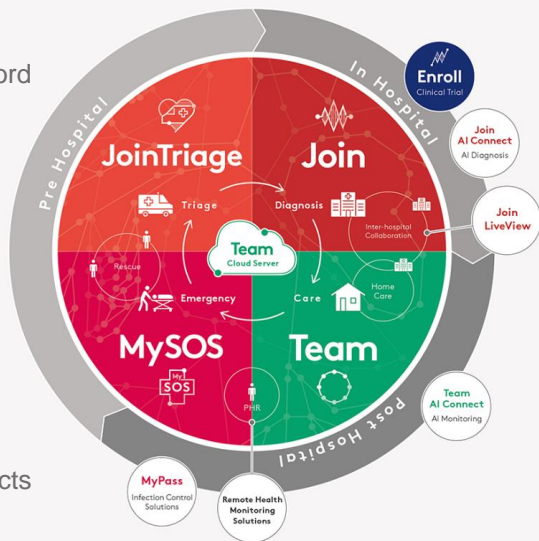 ord
cts
Pre Hospital
In Hospital
Post Hospital
JoinTriage
Join
Triage
Diagnosis
Inter-hospital
Collaboration
Rescue
Team
Cloud Server
Emergency
Care
Home
Care
MySOS
My
SOS
Team
PHR
Enroll
Clinical Trial
Join
AI Connect
AI Diagnosis
Join
LiveView
Team
AI Connect
AI Monitoring
MyPass
Infection Control
Solutions
Remote Health
Monitoring
Solutions